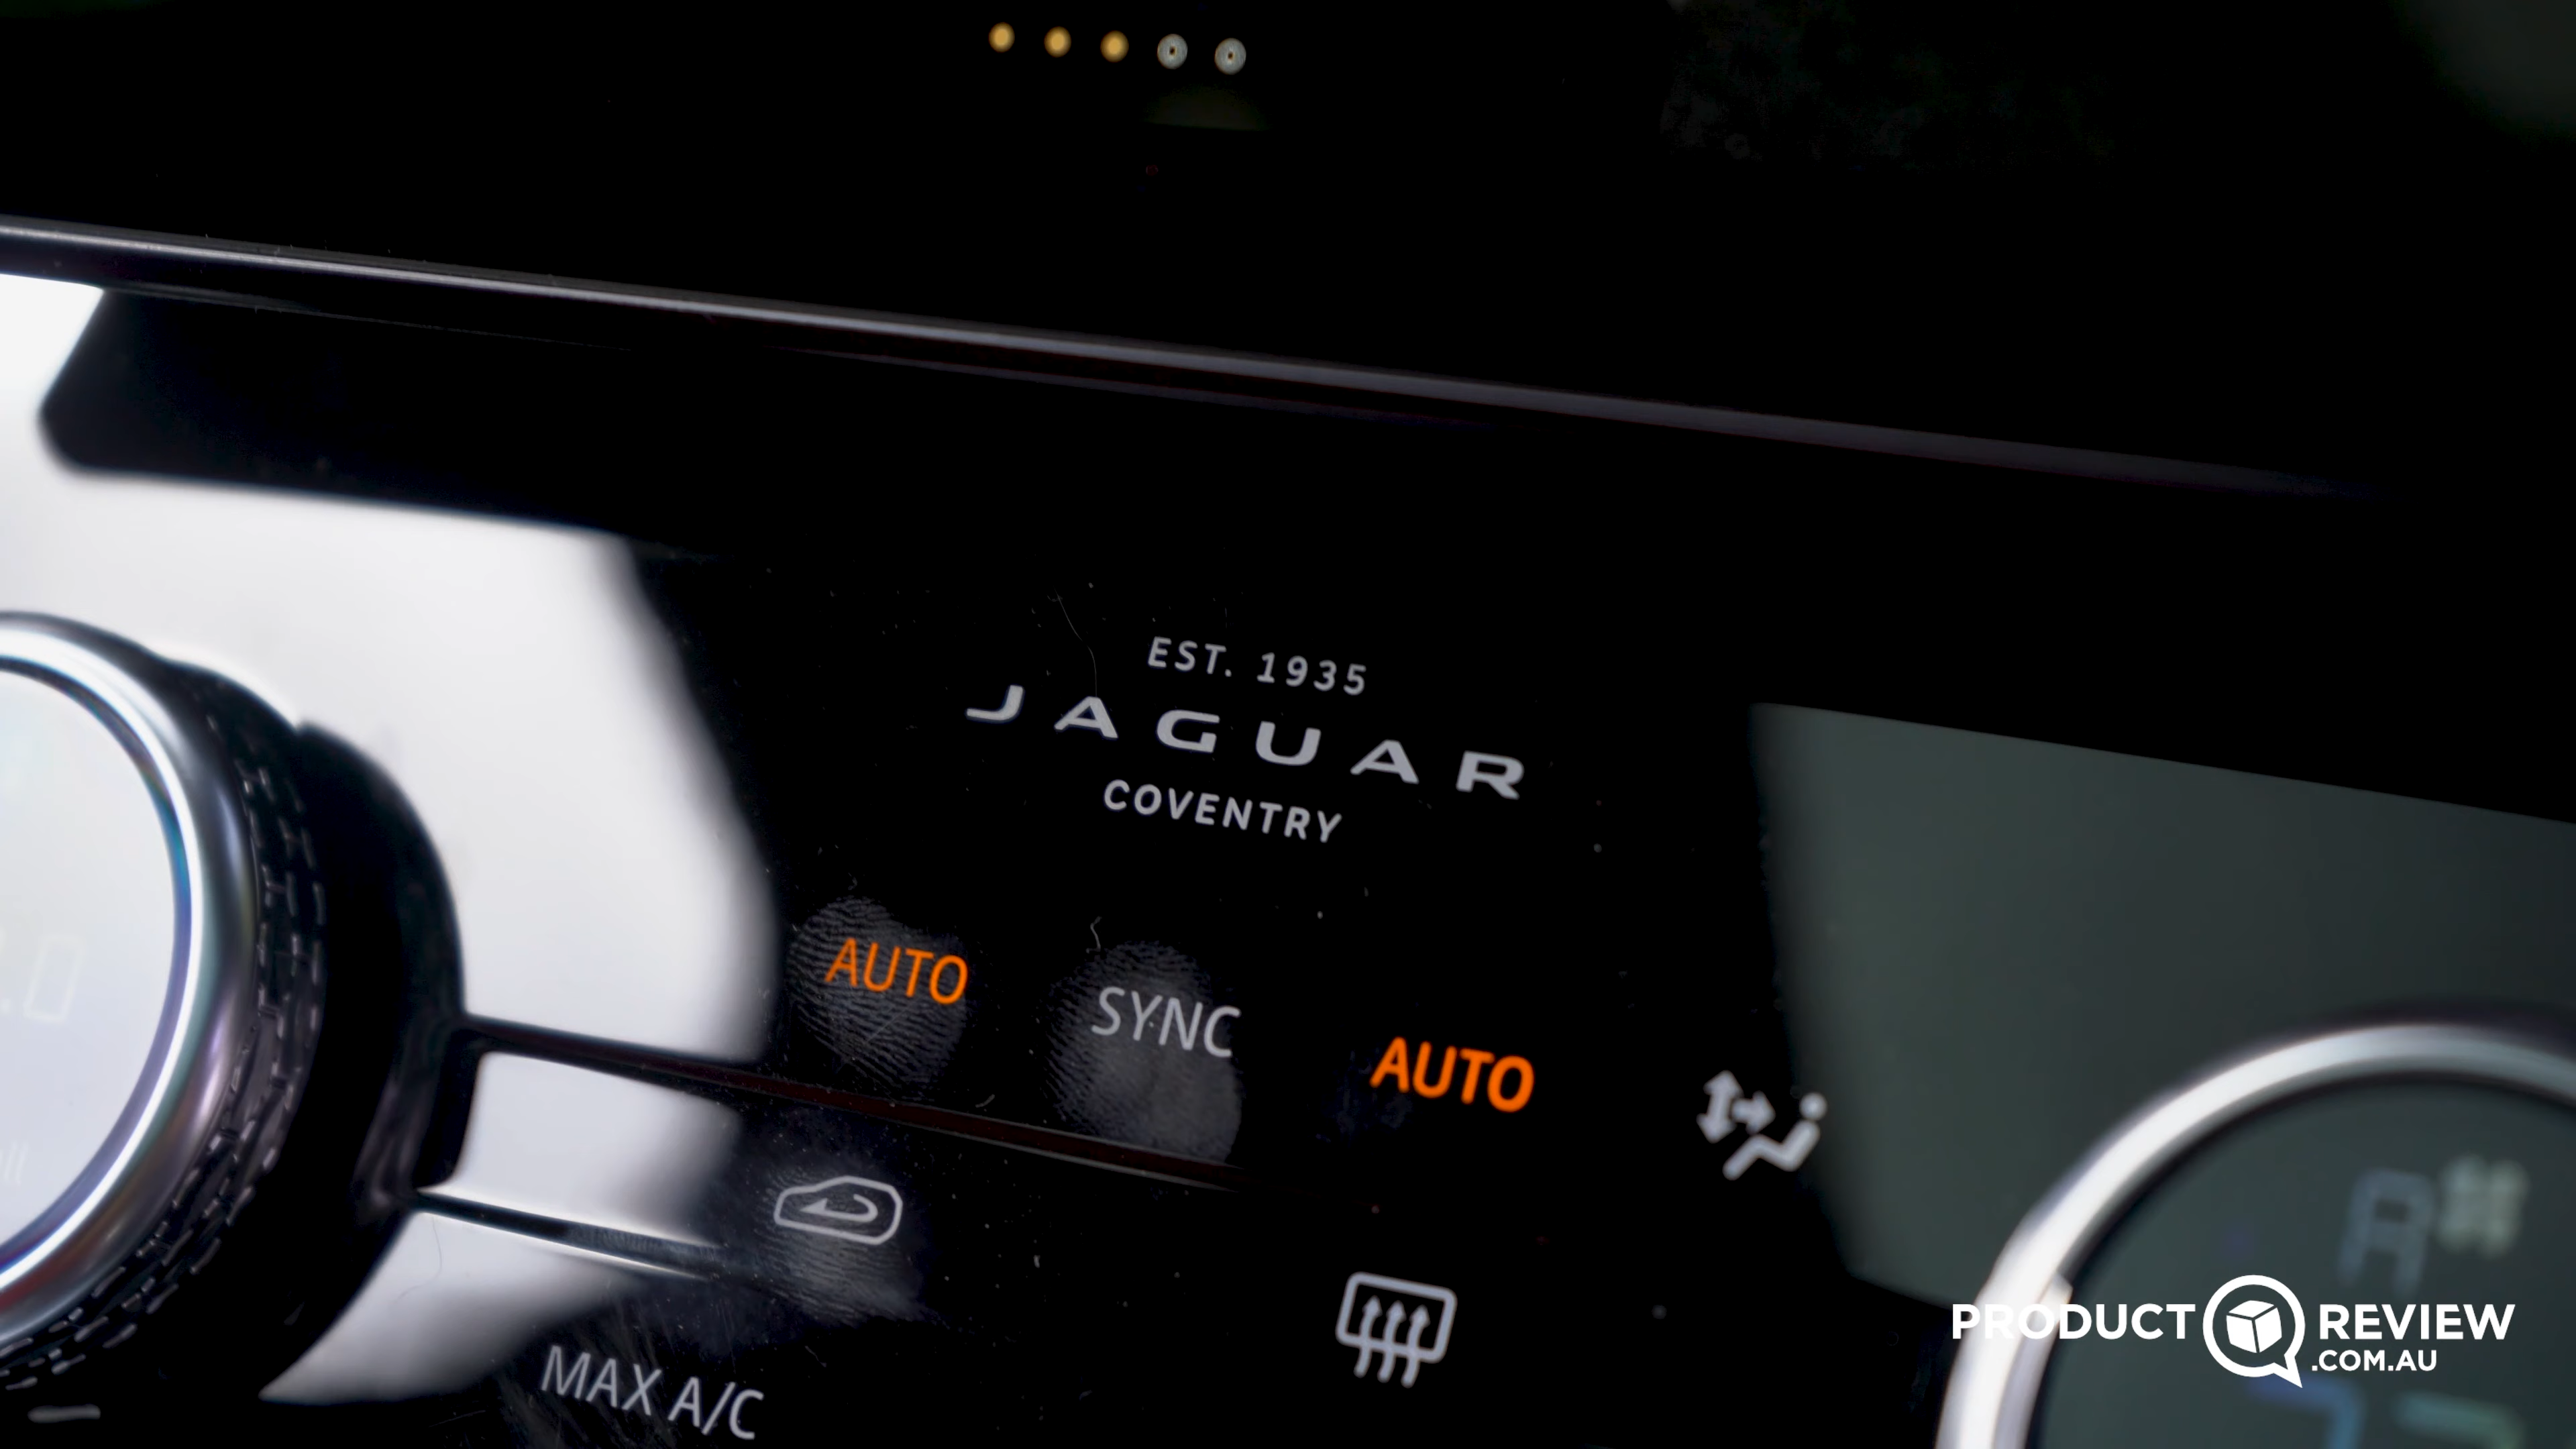 EST. 1935
JAGUAR
COVENTRY
AUTO SYNC AUTO
MAX A/C
A
PRODUCT REVIEW
.COM.AU